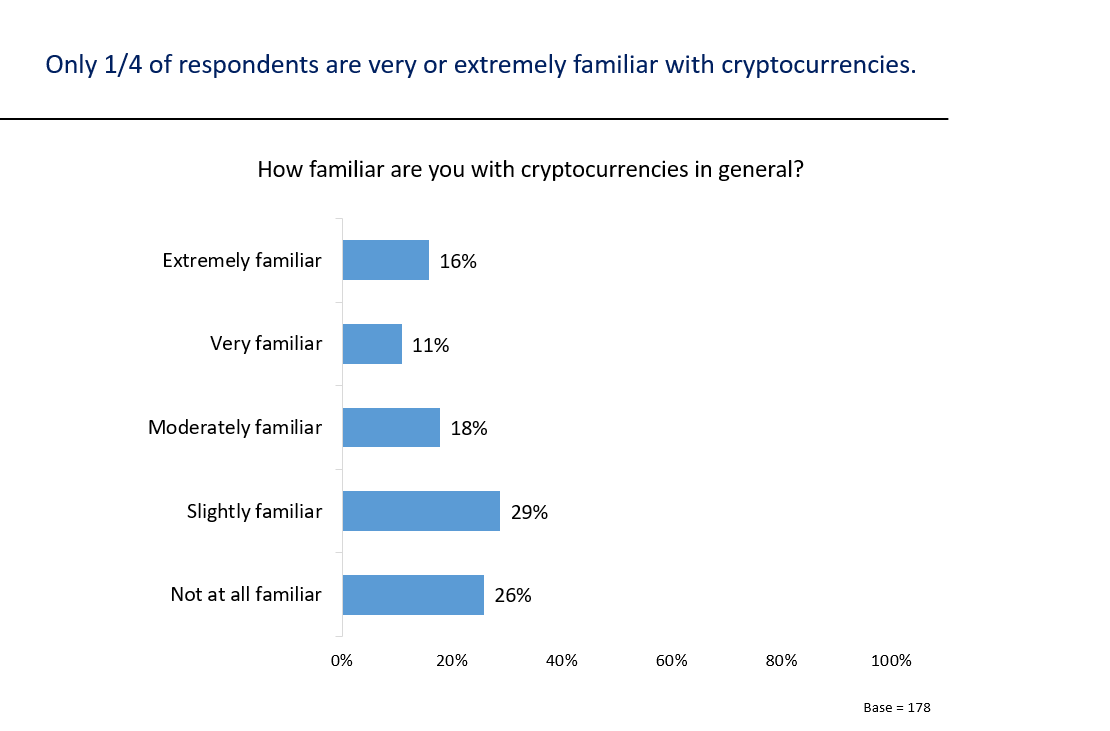 Only 1/4 of respondents are very or extremely familiar with cryptocurrencies.
How familiar are you with cryptocurrencies in general?
Extremely familiar 16%
Very familiar 11%
Moderately familiar 18%
Slightly familiar 29%
Not at all familiar 26%
0% 20% 40% 60% 80% 100%
Base = 178